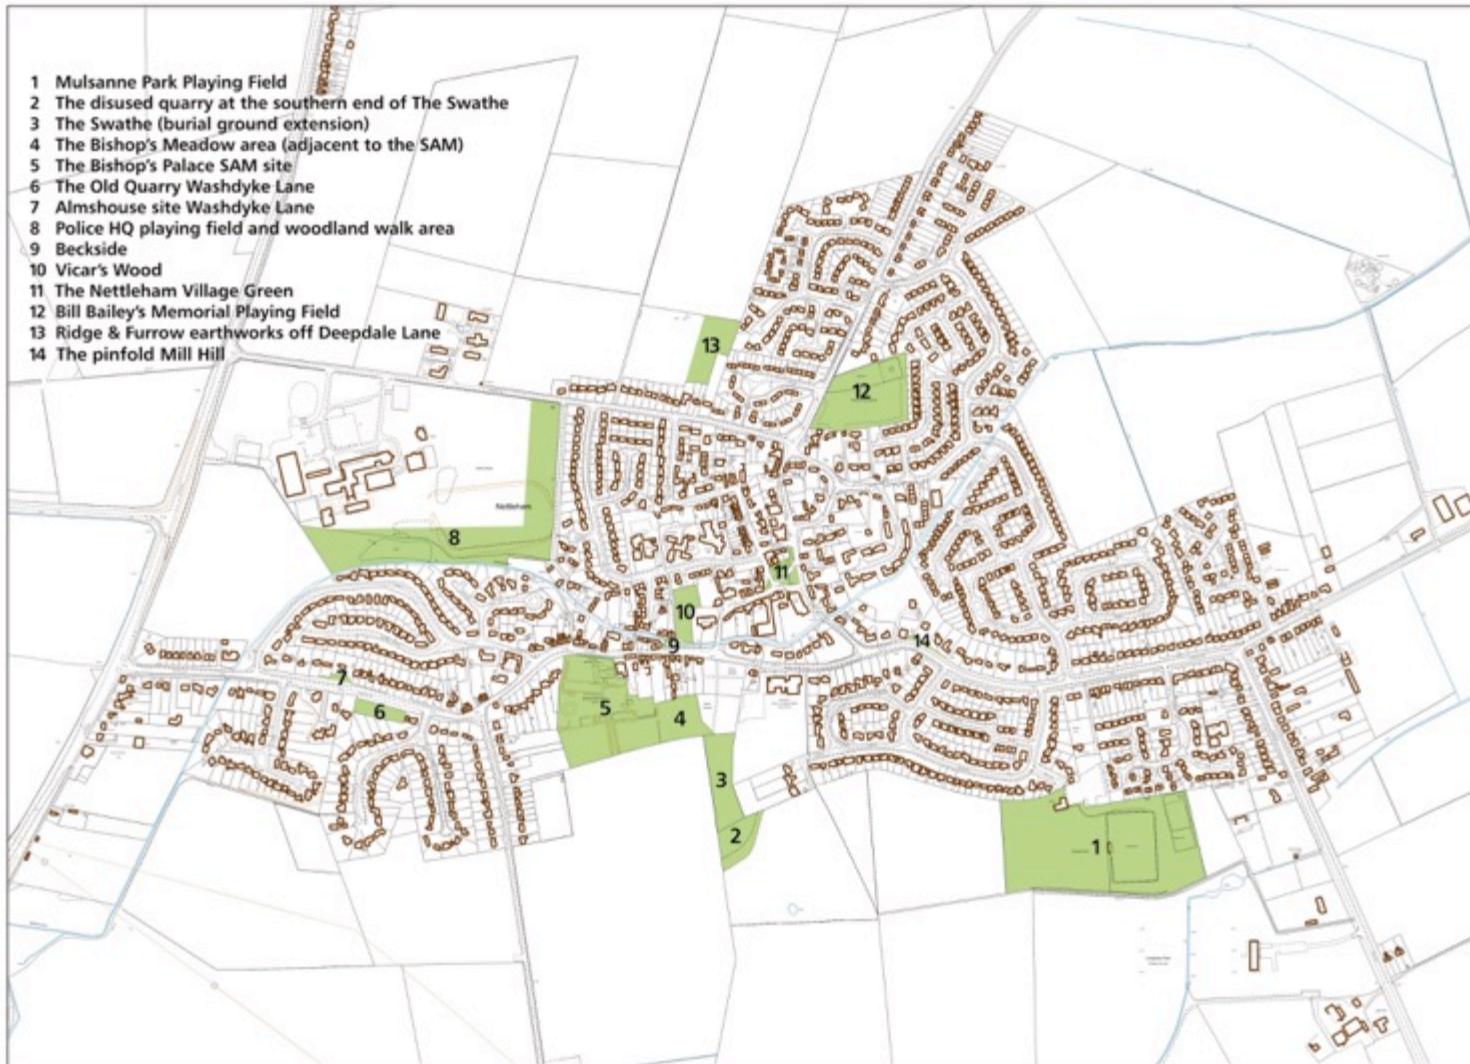 1 Mulsanne Park Playing Field
2 The disused quarry at the southern end of The Swathe
3 The Swathe (burial ground extension)
4 The Bishop's Meadow area (adjacent to the SAM)
5 The Bishop's Palace SAM site
6 The Old Quarry Washdyke Lane
7 Almshouse site Washdyke Lane
8 Police HQ playing field and woodland walk area
9 Beckside
10 Vicar's Wood
11 The Nettleham Village Green
12 Bill Bailey's Memorial Playing Field
13 Ridge & Furrow earthworks off Deepdale Lane
14 The pinfold Mill Hill
13
12
Nettleham
8
11
10
14
9
7
6
5
4
3
2
1